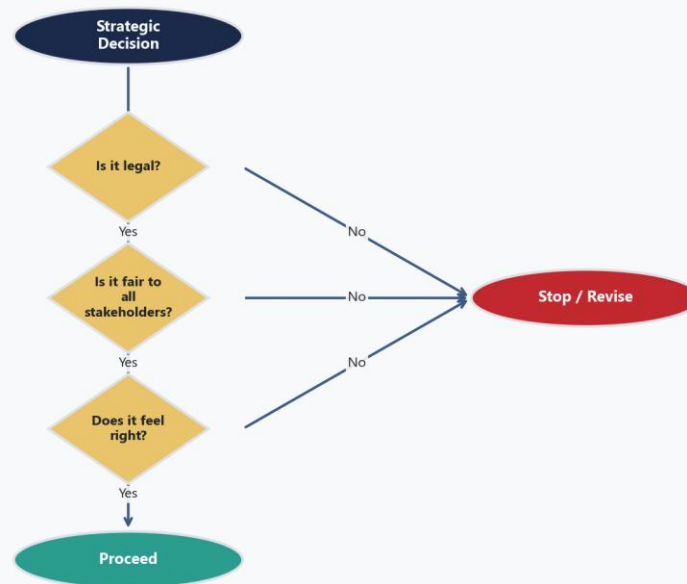 Strategic
Decision
Is it legal?
Yes
No
Is it fair to
all
stakeholders?
No
Stop / Revise
Yes
No
Does it feel
right?
Yes
Proceed